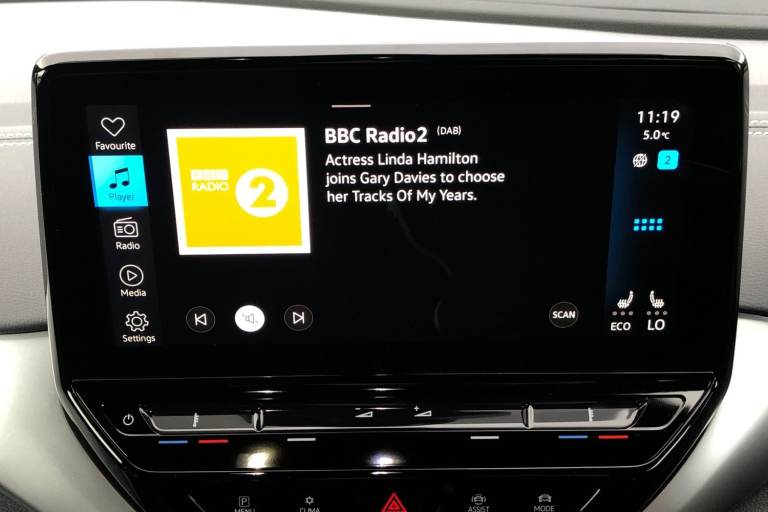 Favourite
Player
Radio
Media
Settings
BBC
RADIO
2
BBC Radio2 (DAB)
Actress Linda Hamilton
joins Gary Davies to choose
her Tracks Of My Years.
SCAN
11:19
5.0°C
2
ECO
LO
P
MENU
CLIMA
ASSIST
MODE